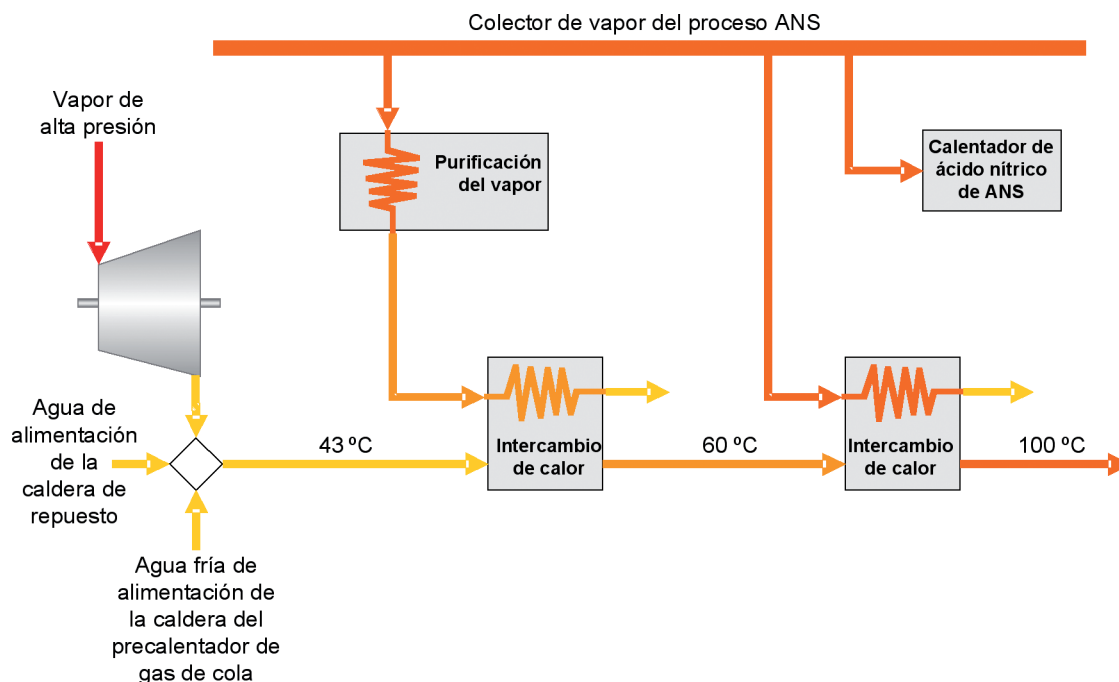 Colector de vapor del proceso ANS
Vapor de
alta presión
Purificación
del vapor
Calentador de
ácido nítrico
de ANS
Agua de
alimentación
de la
caldera de
repuesto
43 ºC
Intercambio
de calor
60 ºC
Intercambio
de calor
100 ºC
Agua fría de
alimentación de
la caldera del
precalentador de
gas de cola